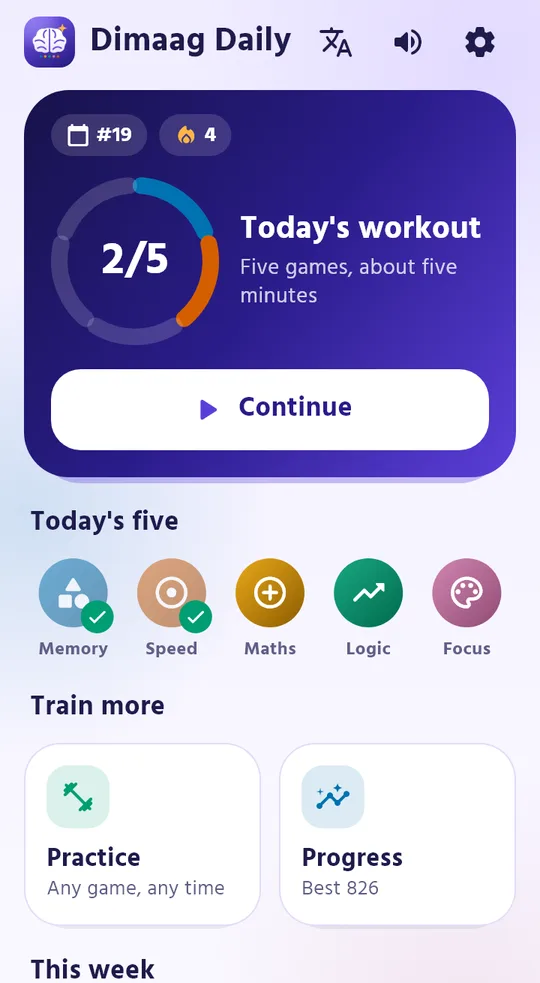 Dimaag Daily
#19
4
2/5
Today's workout
Five games, about five
minutes
Continue
Today's five
Memory
Speed
Maths
Logic
Focus
Train more
Practice
Any game, any time
Progress
Best 826
This week